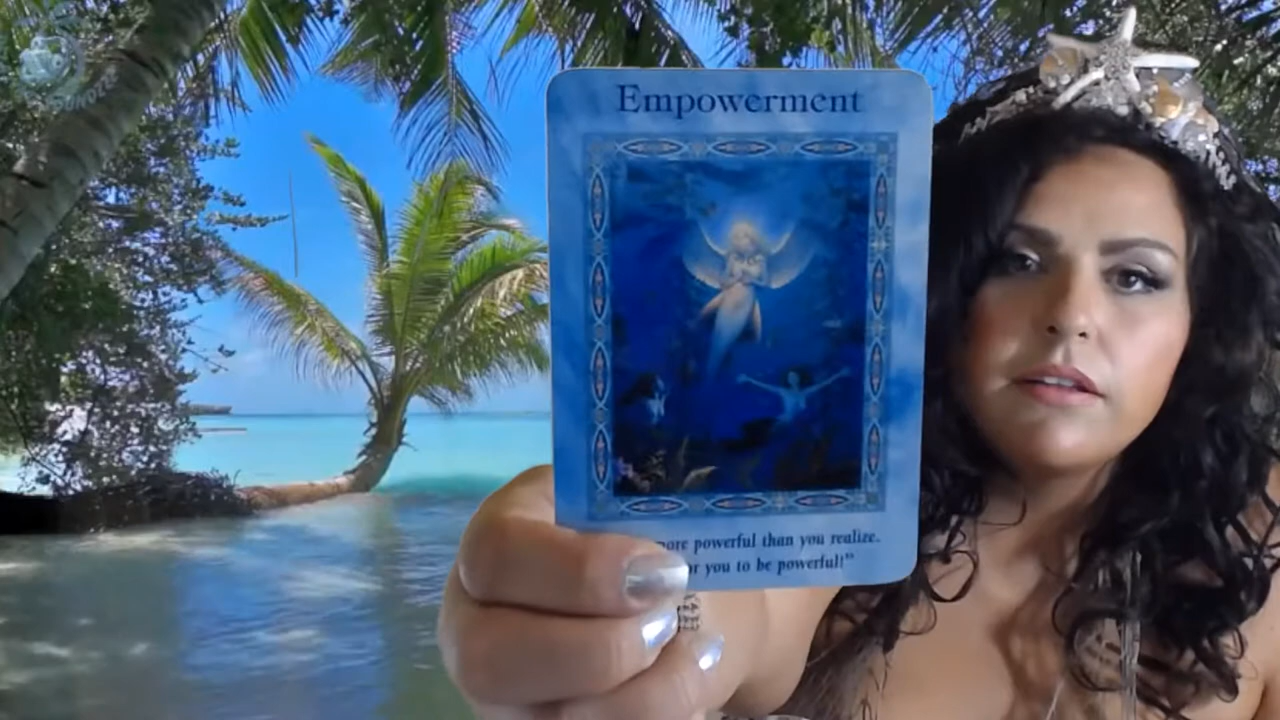 Empowerment
more powerful than you realize.
you to be powerful!”